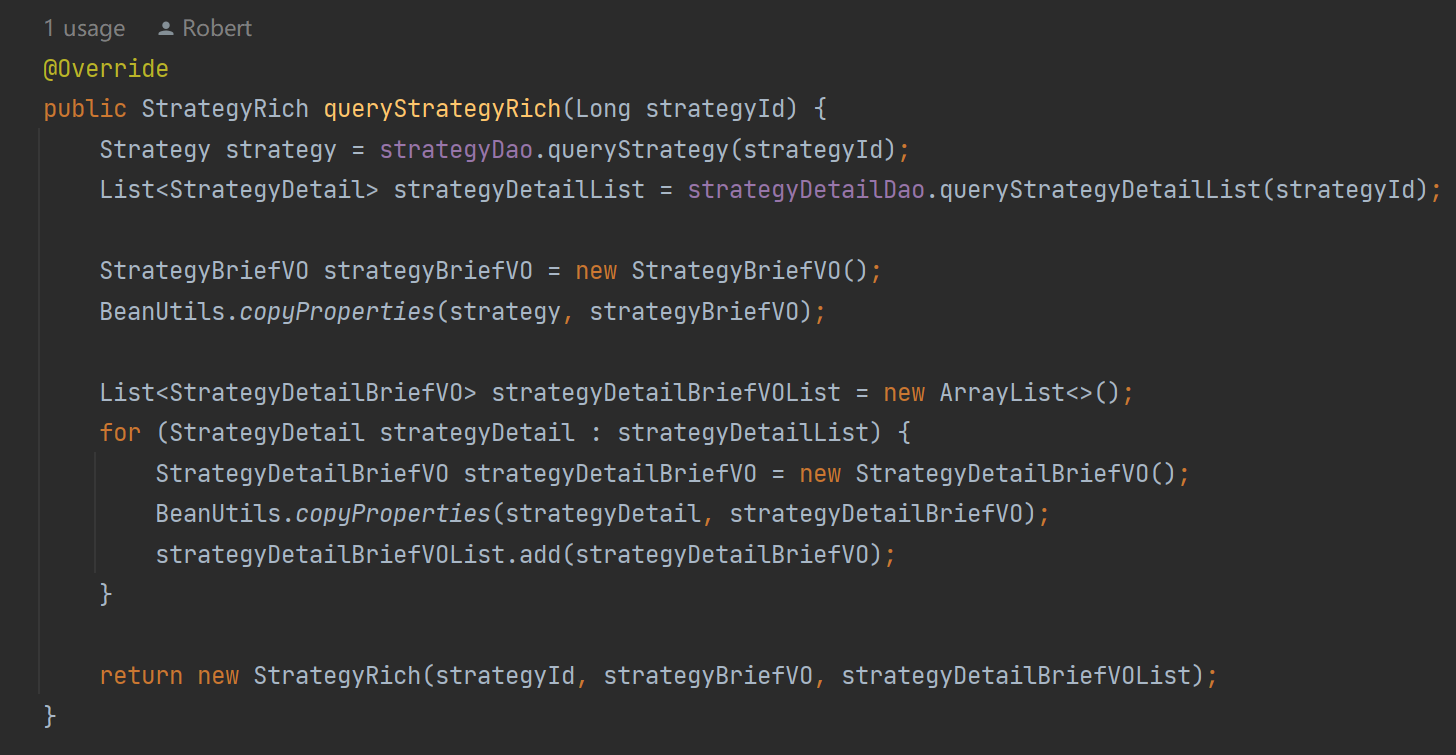 1 usage Robert
@Override
public StrategyRich queryStrategyRich(Long strategyId) {
    Strategy strategy = strategyDao.queryStrategy(strategyId);
    List<StrategyDetail> strategyDetailList = strategyDetailDao.queryStrategyDetailList(strategyId);
    StrategyBriefVO strategyBriefVO = new StrategyBriefVO();
    BeanUtils.copyProperties(strategy, strategyBriefVO);
    List<StrategyDetailBriefVO> strategyDetailBriefVOList = new ArrayList<>();
    for (StrategyDetail strategyDetail : strategyDetailList) {
        StrategyDetailBriefVO strategyDetailBriefVO = new StrategyDetailBriefVO();
        BeanUtils.copyProperties(strategyDetail, strategyDetailBriefVO);
        strategyDetailBriefVOList.add(strategyDetailBriefVO);
    }
    return new StrategyRich(strategyId, strategyBriefVO, strategyDetailBriefVOList);
}